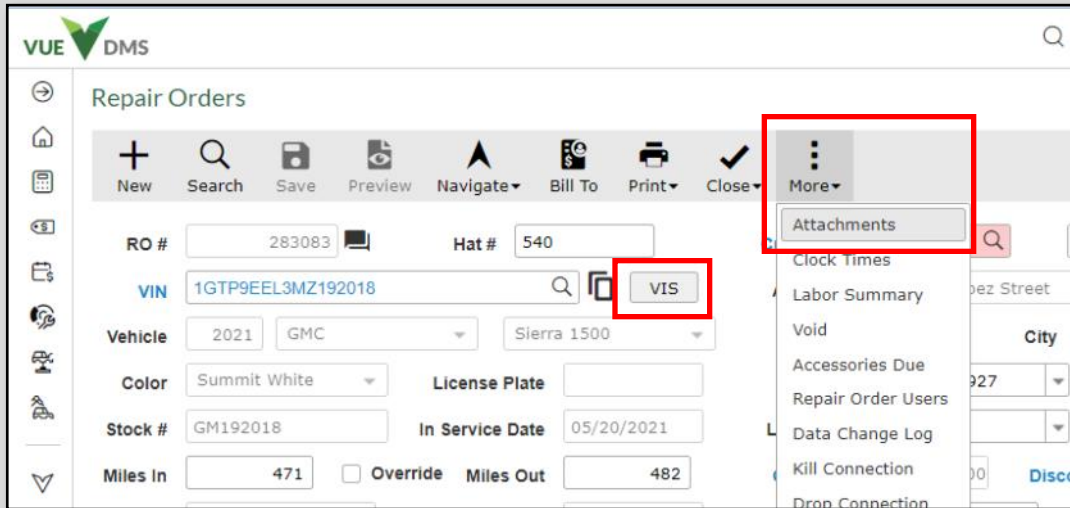 VUE DMS
Repair Orders
New Search Save Preview Navigate Bill To Print Close More
Attachments
RO # 283083 Hat # 540
Clock Times
VIN 1GTP9EEL3MZ192018 VIS Labor Summary Street
Vehicle 2021 GMC Sierra 1500 Void City
Accessories Due
Color Summit White License Plate 927
Repair Order Users
Stock # GM192018 In Service Date 05/20/2021 Data Change Log
Miles In 471 Override Miles Out 482 Kill Connection
Drop Connection